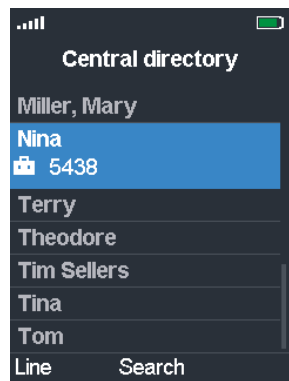 Central directory
Miller, Mary
Nina
5438
Terry
Theodore
Tim Sellers
Tina
Tom
Line Search